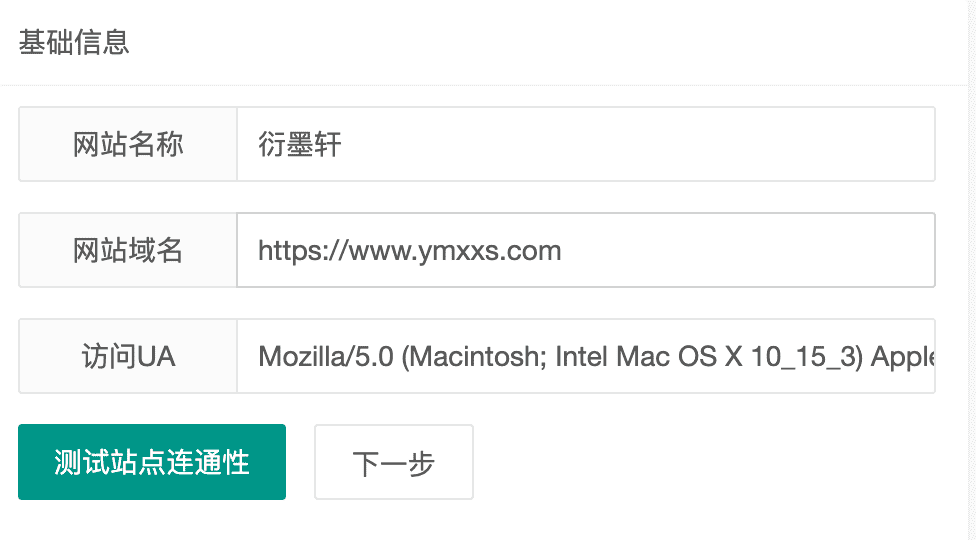 基础信息
网站名称 衍墨轩
网站域名 https://www.ymxxs.com
访问UA Mozilla/5.0 (Macintosh; Intel Mac OS X 10_15_3) Apple
测试站点连通性 下一步